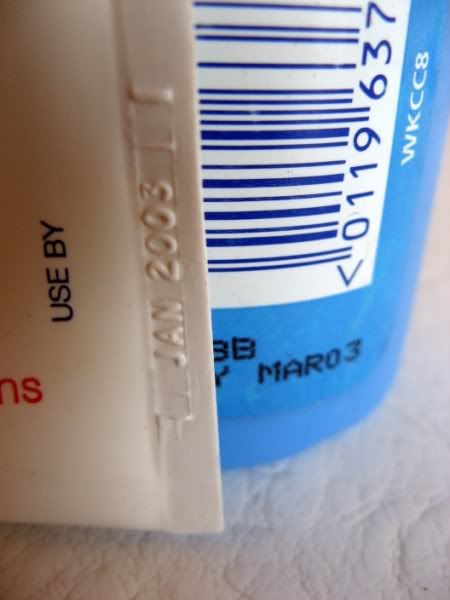 USE BY
JAN 2003
ns
<0119637
WKCC8
BB
Y MAR03